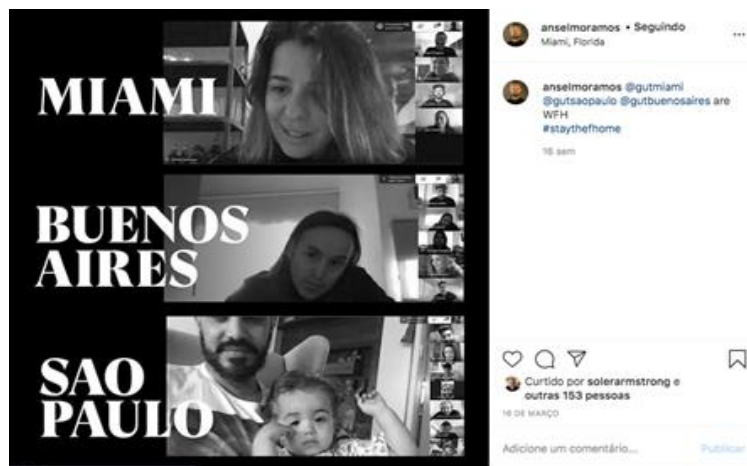 MIAMI
BUENOS
AIRES
SAO
PAULO
anselmoramos • Seguindo
Miami, Florida
anselmoramos @gutmiami
@gutsaopaulo @gutbuenosaires are
WFH
#staythefhome
16 sem
Curtido por solerarmstrong e
outras 153 pessoas
16 DE MARÇO
Adicione um comentário...
Publicar